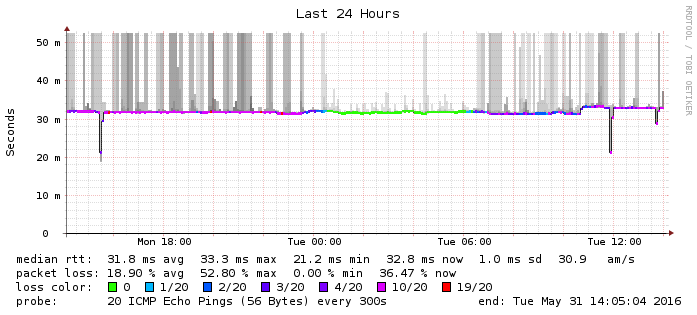 Last 24 Hours
RRDTOOL / TOBI OETIKER
Seconds
50 m
40 m
30 m
20 m
10 m
0
Mon 18:00 Tue 00:00 Tue 06:00 Tue 12:00
median rtt: 31.8 ms avg 33.3 ms max 21.2 ms min 32.8 ms now 1.0 ms sd 30.9 am/s
packet loss: 18.90 % avg 52.80 % max 0.00 % min 36.47 % now
loss color: 0 1/20 2/20 3/20 4/20 10/20 19/20
probe: 20 ICMP Echo Pings (56 Bytes) every 300s end: Tue May 31 14:05:04 2016